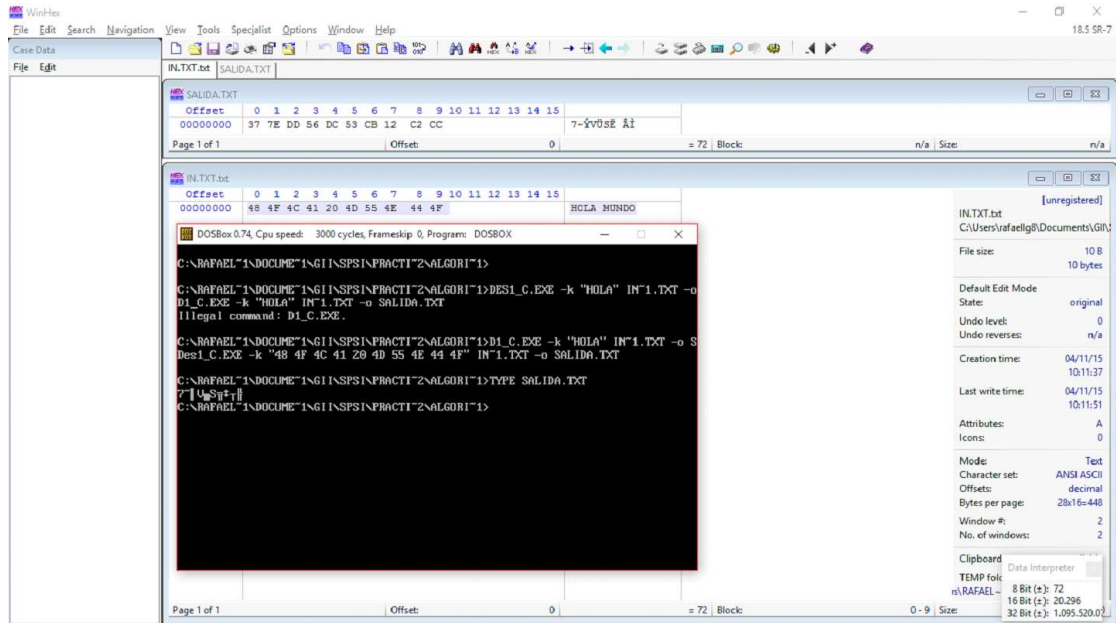 WinHex
File Edit Search Navigation View Tools Specialist Options Window Help
18.5 SR-7
Case Data
File Edit
IN.TXT.txt SALIDA.TXT
SALIDA.TXT
Offset 0 1 2 3 4 5 6 7 8 9 10 11 12 13 14 15
00000000 37 7E DD 56 DC 53 CB 12 C2 CC
Page 1 of 1 Offset: 0 = 72 Block: n/a Size: n/a
IN.TXT.txt
Offset 0 1 2 3 4 5 6 7 8 9 10 11 12 13 14 15
00000000 48 4F 4C 41 20 4D 55 4E 44 4F HOLA MUNDO
DOSBox 0.74, Cpu speed: 3000 cycles, Frameskip 0, Program: DOSBOX
C:\RAFAEL~1\DOCUME~1\GII\SPSI\PRACTI~2\ALGORI~1>
C:\RAFAEL~1\DOCUME~1\GII\SPSI\PRACTI~2\ALGORI~1>DES1_C.EXE -k "HOLA" IN~1.TXT -o
D1_C.EXE -k "HOLA" IN~1.TXT -o SALIDA.TXT
Illegal command: D1_C.EXE.
C:\RAFAEL~1\DOCUME~1\GII\SPSI\PRACTI~2\ALGORI~1>D1_C.EXE -k "HOLA" IN~1.TXT -o S
Des1_C.EXE -k "48 4F 4C 41 20 4D 55 4E 44 4F" IN~1.TXT -o SALIDA.TXT
C:\RAFAEL~1\DOCUME~1\GII\SPSI\PRACTI~2\ALGORI~1>TYPE SALIDA.TXT
C:\RAFAEL~1\DOCUME~1\GII\SPSI\PRACTI~2\ALGORI~1>
[unregistered]
IN.TXT.txt
C:\Users\rafaellg8\Documents\GII\
File size: 10 B
10 bytes
Default Edit Mode
State: original
Undo level: 0
Undo reverses: n/a
Creation time: 04/11/15
10:11:37
Last write time: 04/11/15
10:11:51
Attributes: A
Icons: 0
Mode: Text
Character set: ANSI ASCII
Offsets: decimal
Bytes per page: 28x16=448
Window #: 2
No. of windows: 2
Clipboard
TEMP fold
rs\RAFAEL~
Data Interpreter
8 Bit (±): 72
16 Bit (±): 20.296
32 Bit (±): 1.095.520.07
Page 1 of 1 Offset: 0 = 72 Block: 0 - 9 Size: